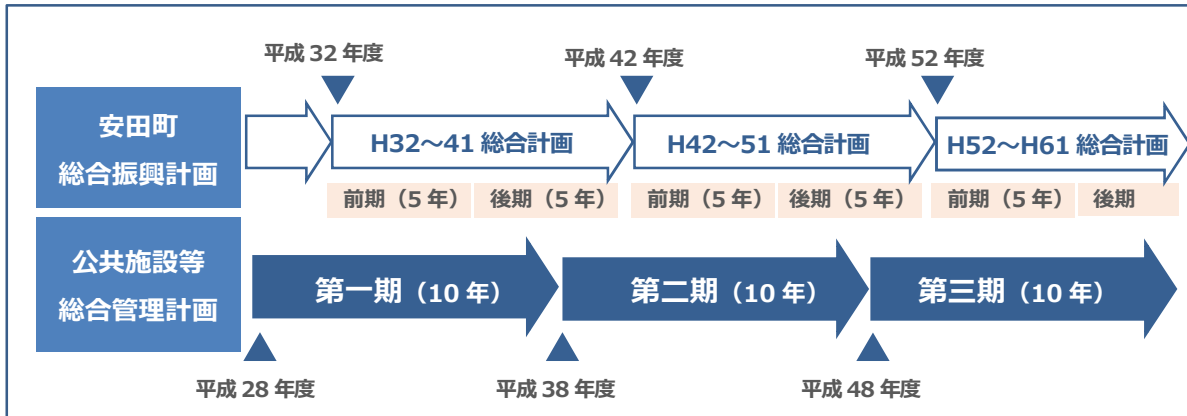 平成 32 年度
平成 42 年度
平成 52 年度
安田町
総合振興計画
H32～41 総合計画
H42～51 総合計画
H52～H61 総合計画
前期（5 年）
後期（5 年）
前期（5 年）
後期（5 年）
前期（5 年）
後期
公共施設等
総合管理計画
第一期（10 年）
第二期（10 年）
第三期（10 年）
平成 28 年度
平成 38 年度
平成 48 年度